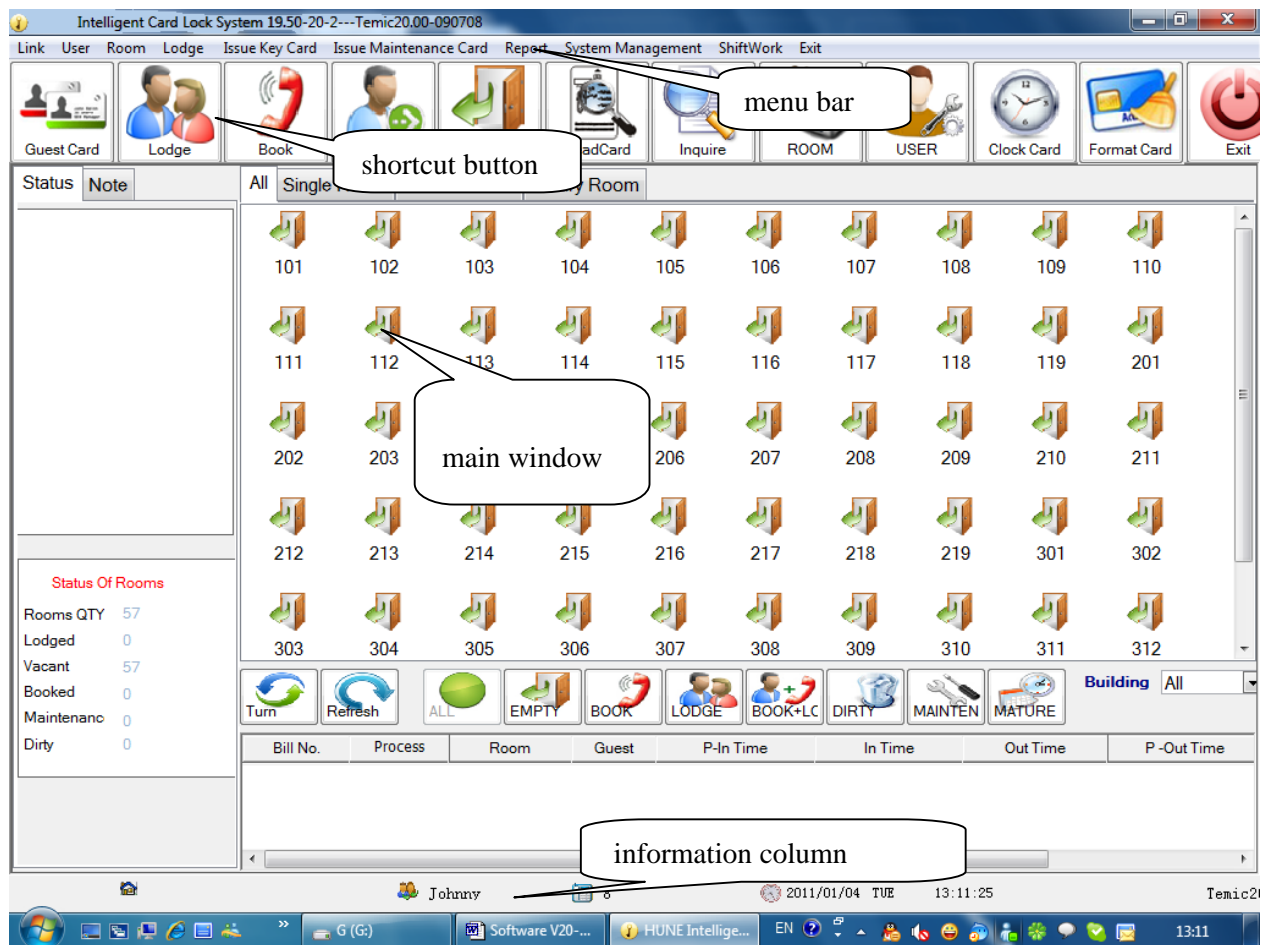 Intelligent Card Lock System 19.50-20-2---Temic20.00-090708
Link User Room Lodge Issue Key Card Issue Maintenance Card Report System Management ShiftWork Exit
menu bar
Guest Card Lodge Book adCard Inquire ROOM USER Clock Card Format Card Exit
shortcut button
Status Note All Single Room
101 102 103 104 105 106 107 108 109 110
111 112 113 114 115 116 117 118 119 201
main window
202 203 206 207 208 209 210 211
212 213 214 215 216 217 218 219 301 302
Status Of Rooms
Rooms QTY 57
Lodged 0
Vacant 57
Booked 0
Maintenanc 0
Dirty 0
303 304 305 306 307 308 309 310 311 312
Turn Refresh ALL EMPTY BOOK LODGE BOOK+LC DIRTY MAINTEN MATURE Building All
Bill No. Process Room Guest P-In Time In Time Out Time P -Out Time
information column
Johnny 2011/01/04 TUE 13:11:25 Temic20
G (G:) Software V20-... HUNE Intellige... EN 13:11